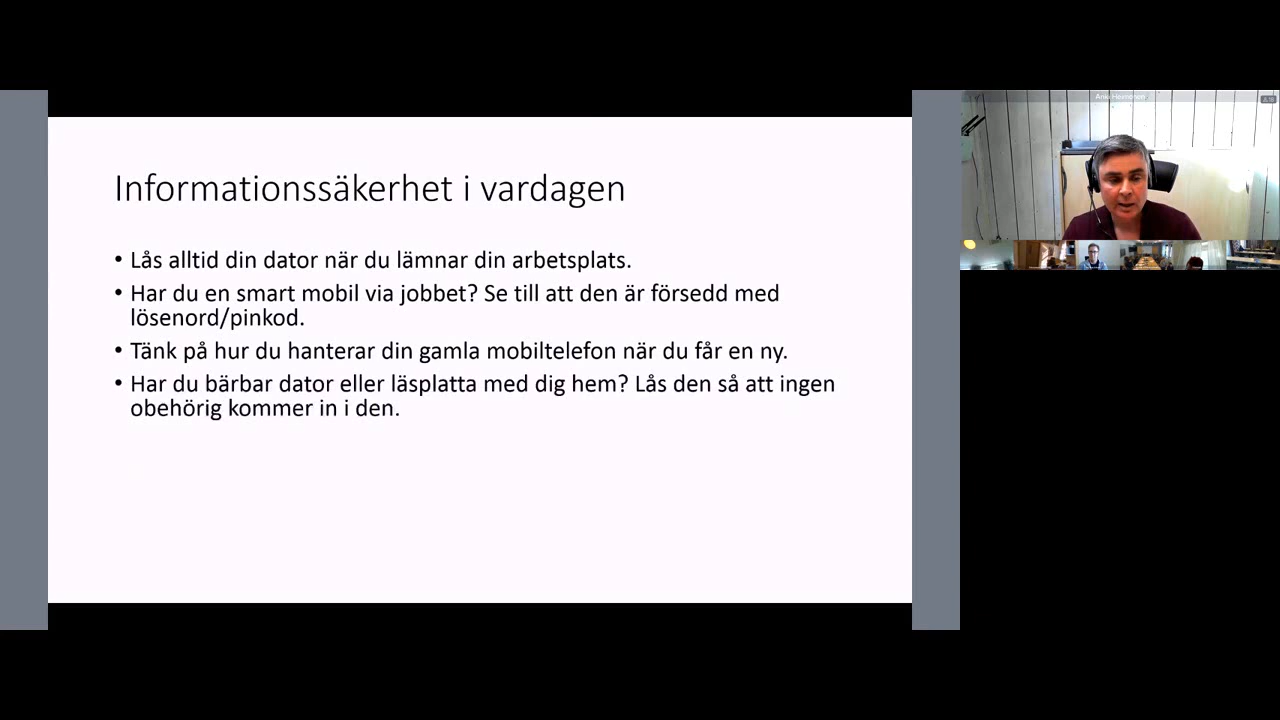 Informationssäkerhet i vardagen
• Lås alltid din dator när du lämnar din arbetsplats.
• Har du en smart mobil via jobbet? Se till att den är försedd med
lösenord/pinkod.
• Tänk på hur du hanterar din gamla mobiltelefon när du får en ny.
• Har du bärbar dator eller läsplatta med dig hem? Lås den så att ingen
obehörig kommer in i den.